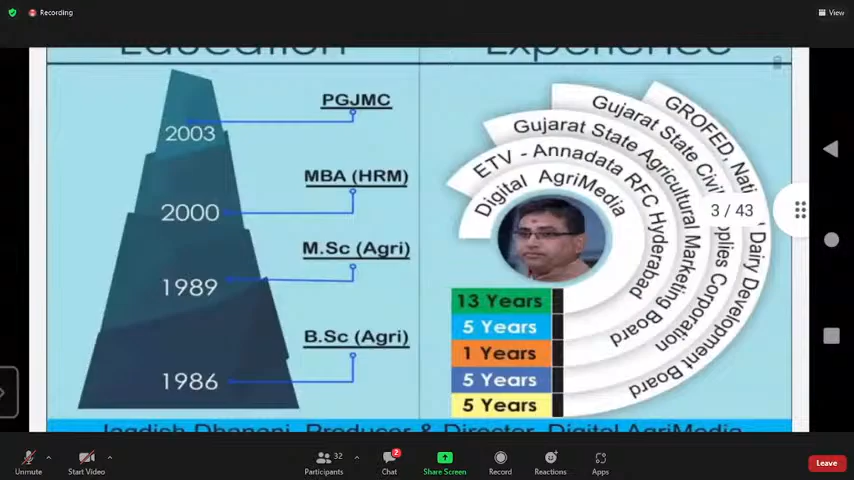 Recording
View
Education
Experience
PGJMC
2003
MBA (HRM)
2000
M.Sc (Agri)
1989
B.Sc (Agri)
1986
Digital AgriMedia
ETV - Annadata RFC Hyderabad
Gujarat State Agricultural Marketing Board
Gujarat State Civil Supplies Corporation
GROFED, National Dairy Development Board
3 / 43
13 Years
5 Years
1 Years
5 Years
5 Years
Jagdish Dhanani, Producer & Director, Digital AgriMedia
Unmute
Start Video
32
Participants
2
Chat
Share Screen
Record
Reactions
Apps
Leave